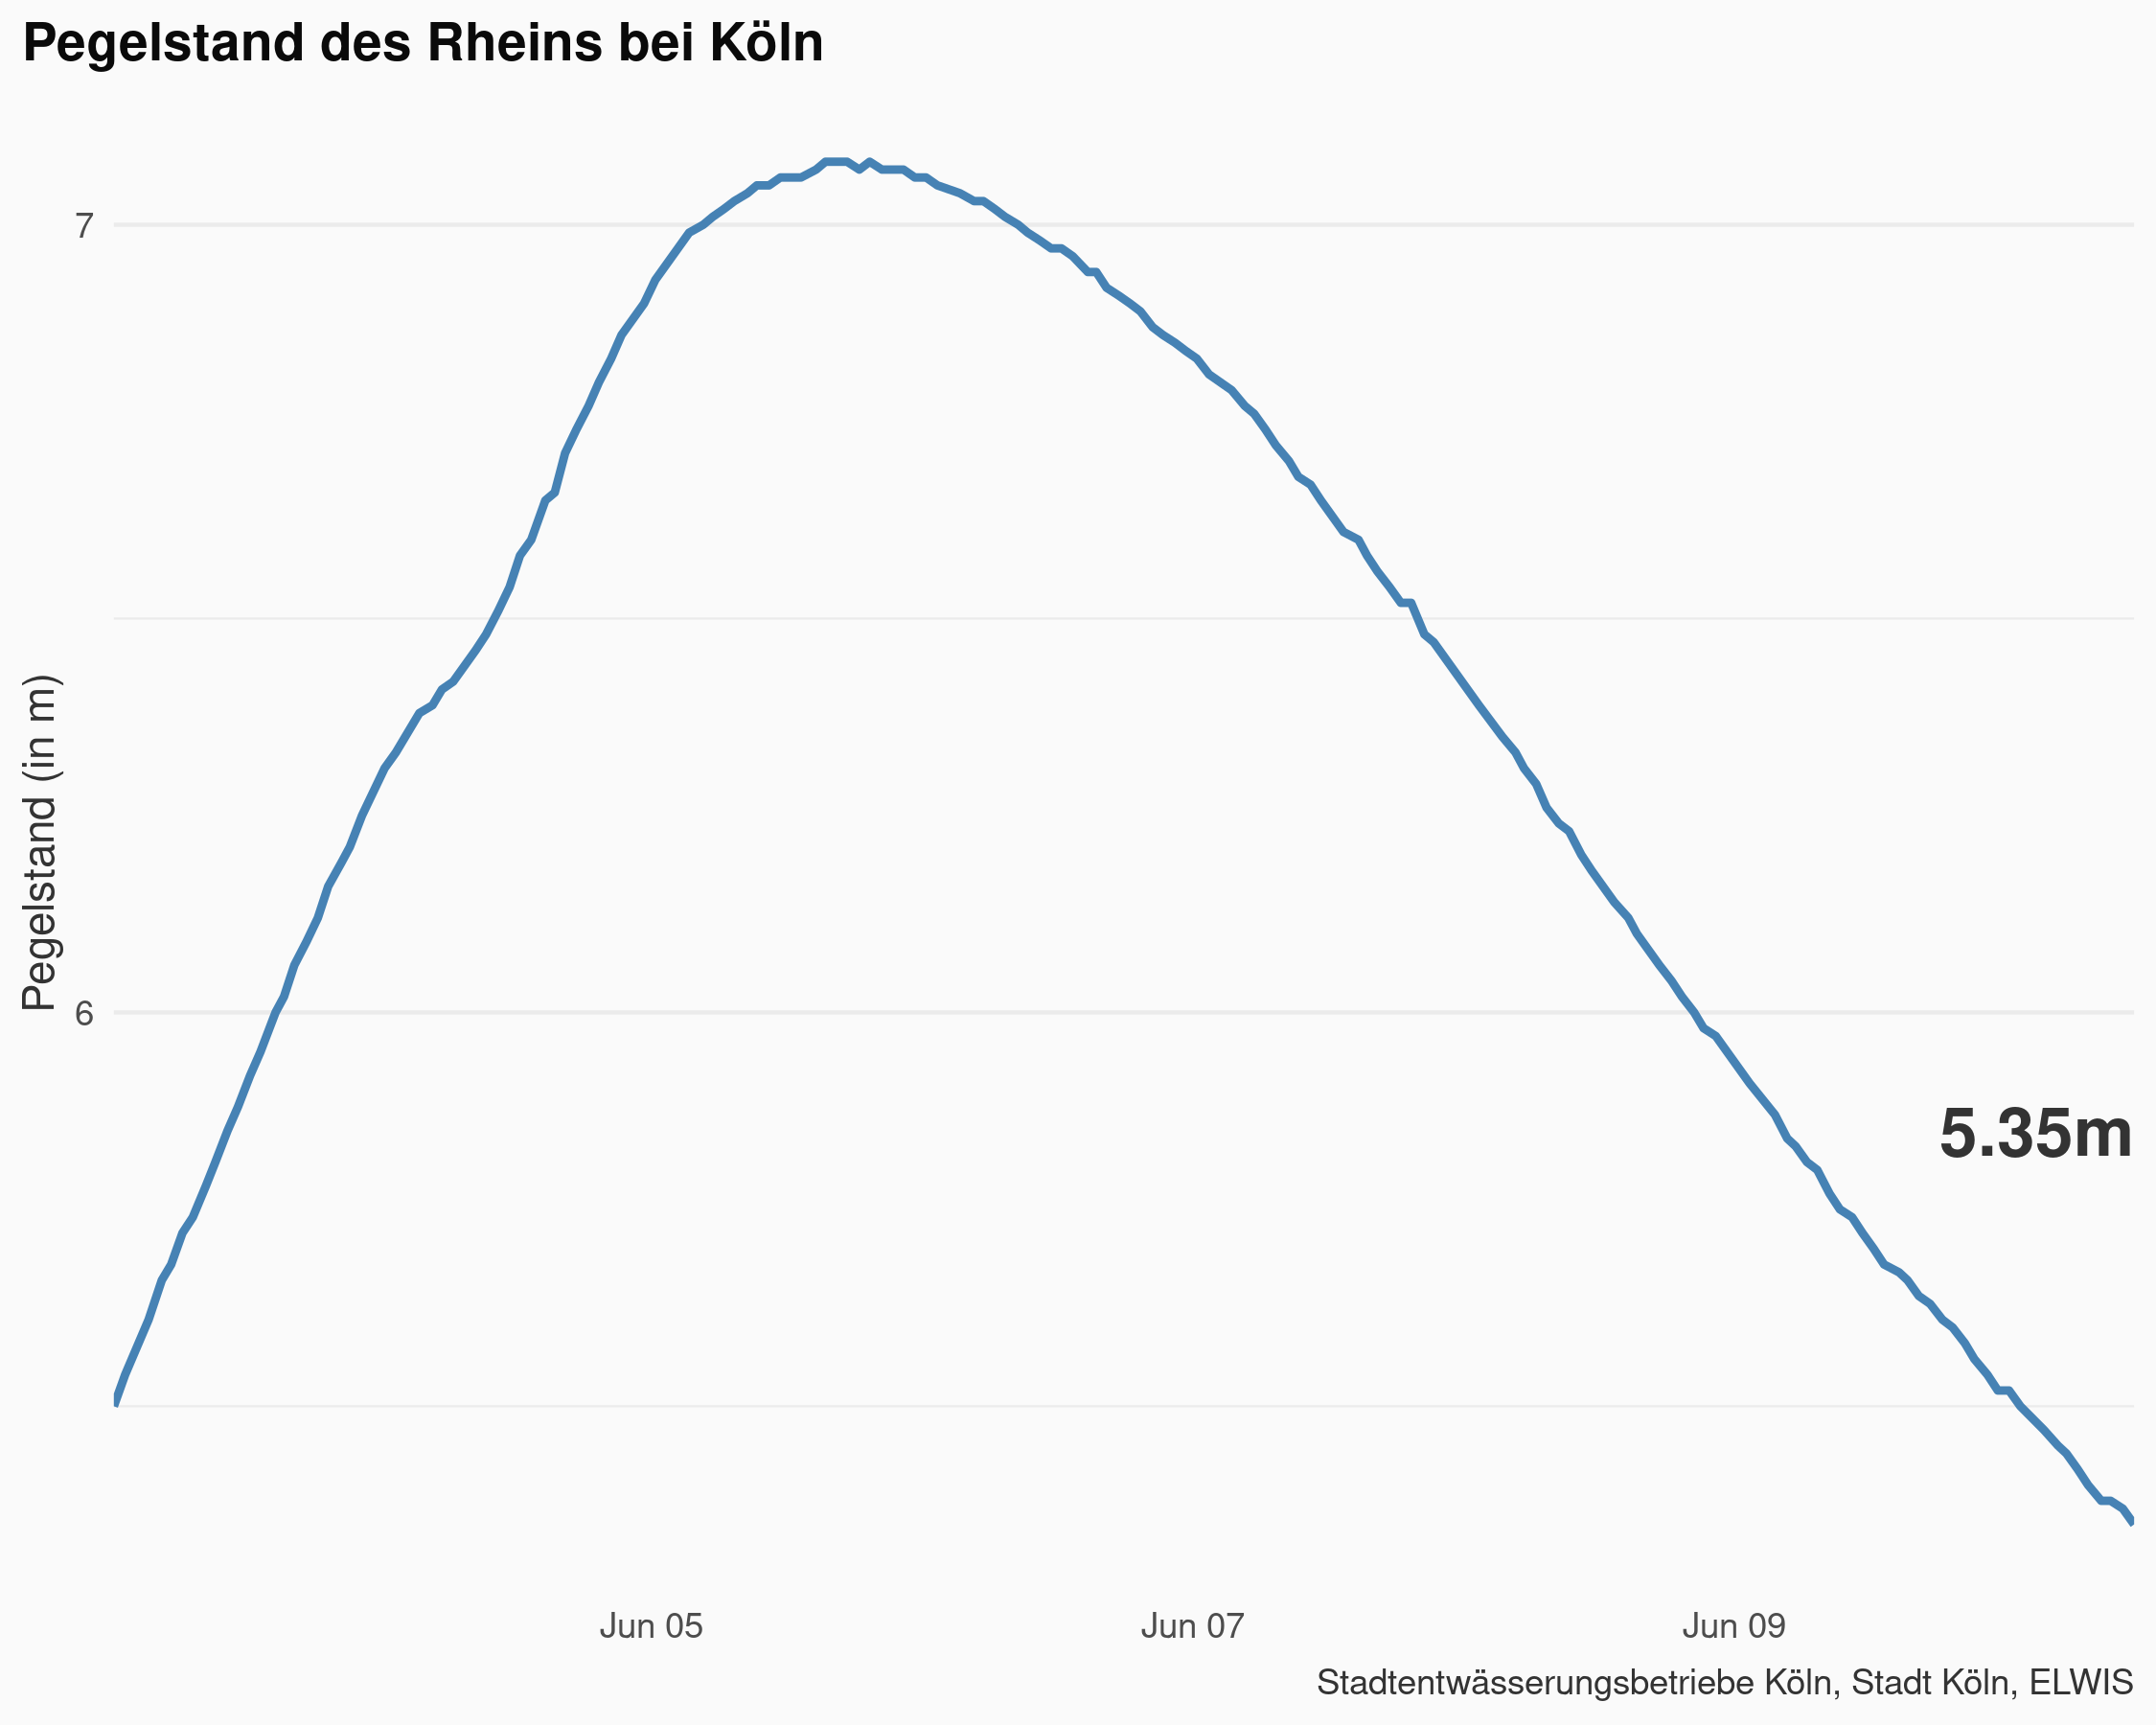 Pegelstand des Rheins bei Köln
Pegelstand (in m)
7
6
5.35m
Jun 05
Jun 07
Jun 09
Stadtentwässerungsbetriebe Köln, Stadt Köln, ELWIS